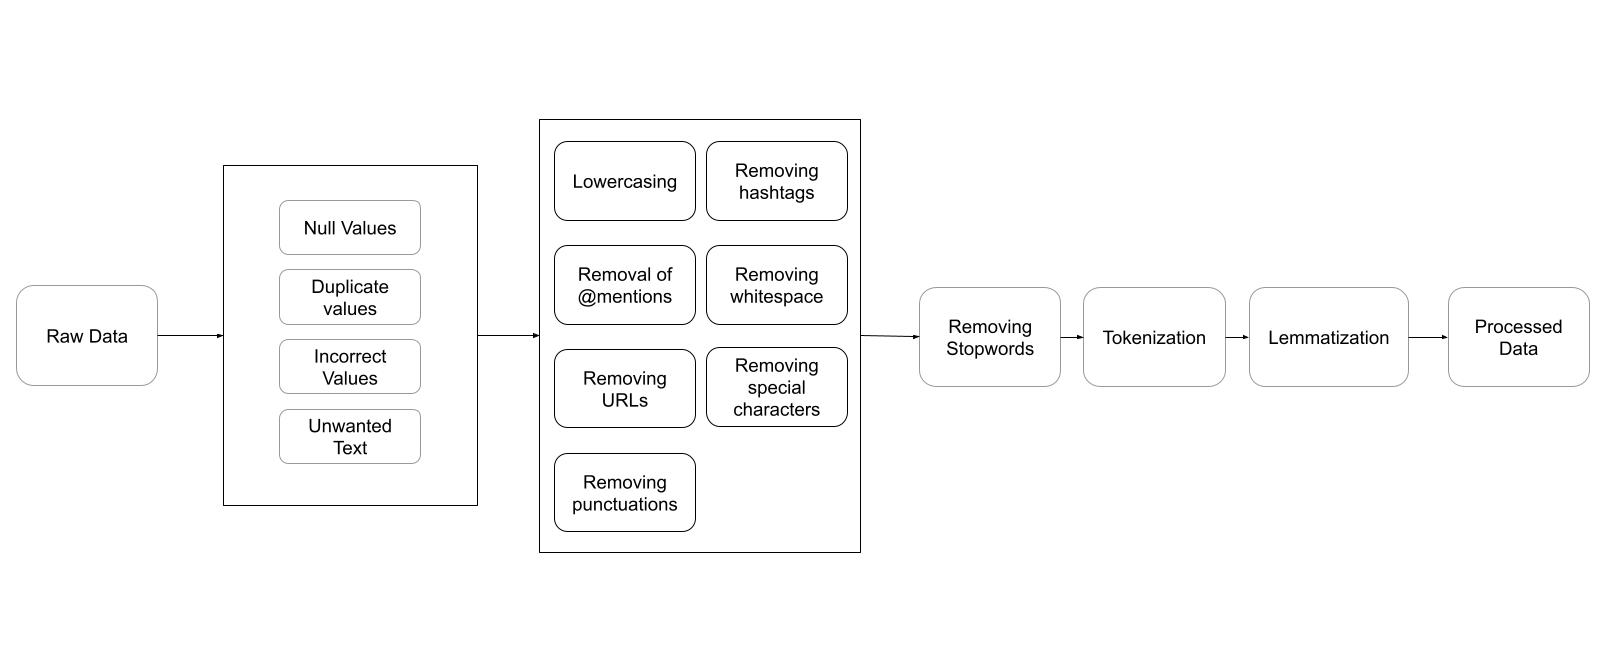 Raw Data
Null Values
Duplicate
values
Incorrect
Values
Unwanted
Text
Lowercasing
Removing
hashtags
Removal of
@mentions
Removing
whitespace
Removing
URLs
Removing
special
characters
Removing
punctuations
Removing
Stopwords
Tokenization
Lemmatization
Processed
Data